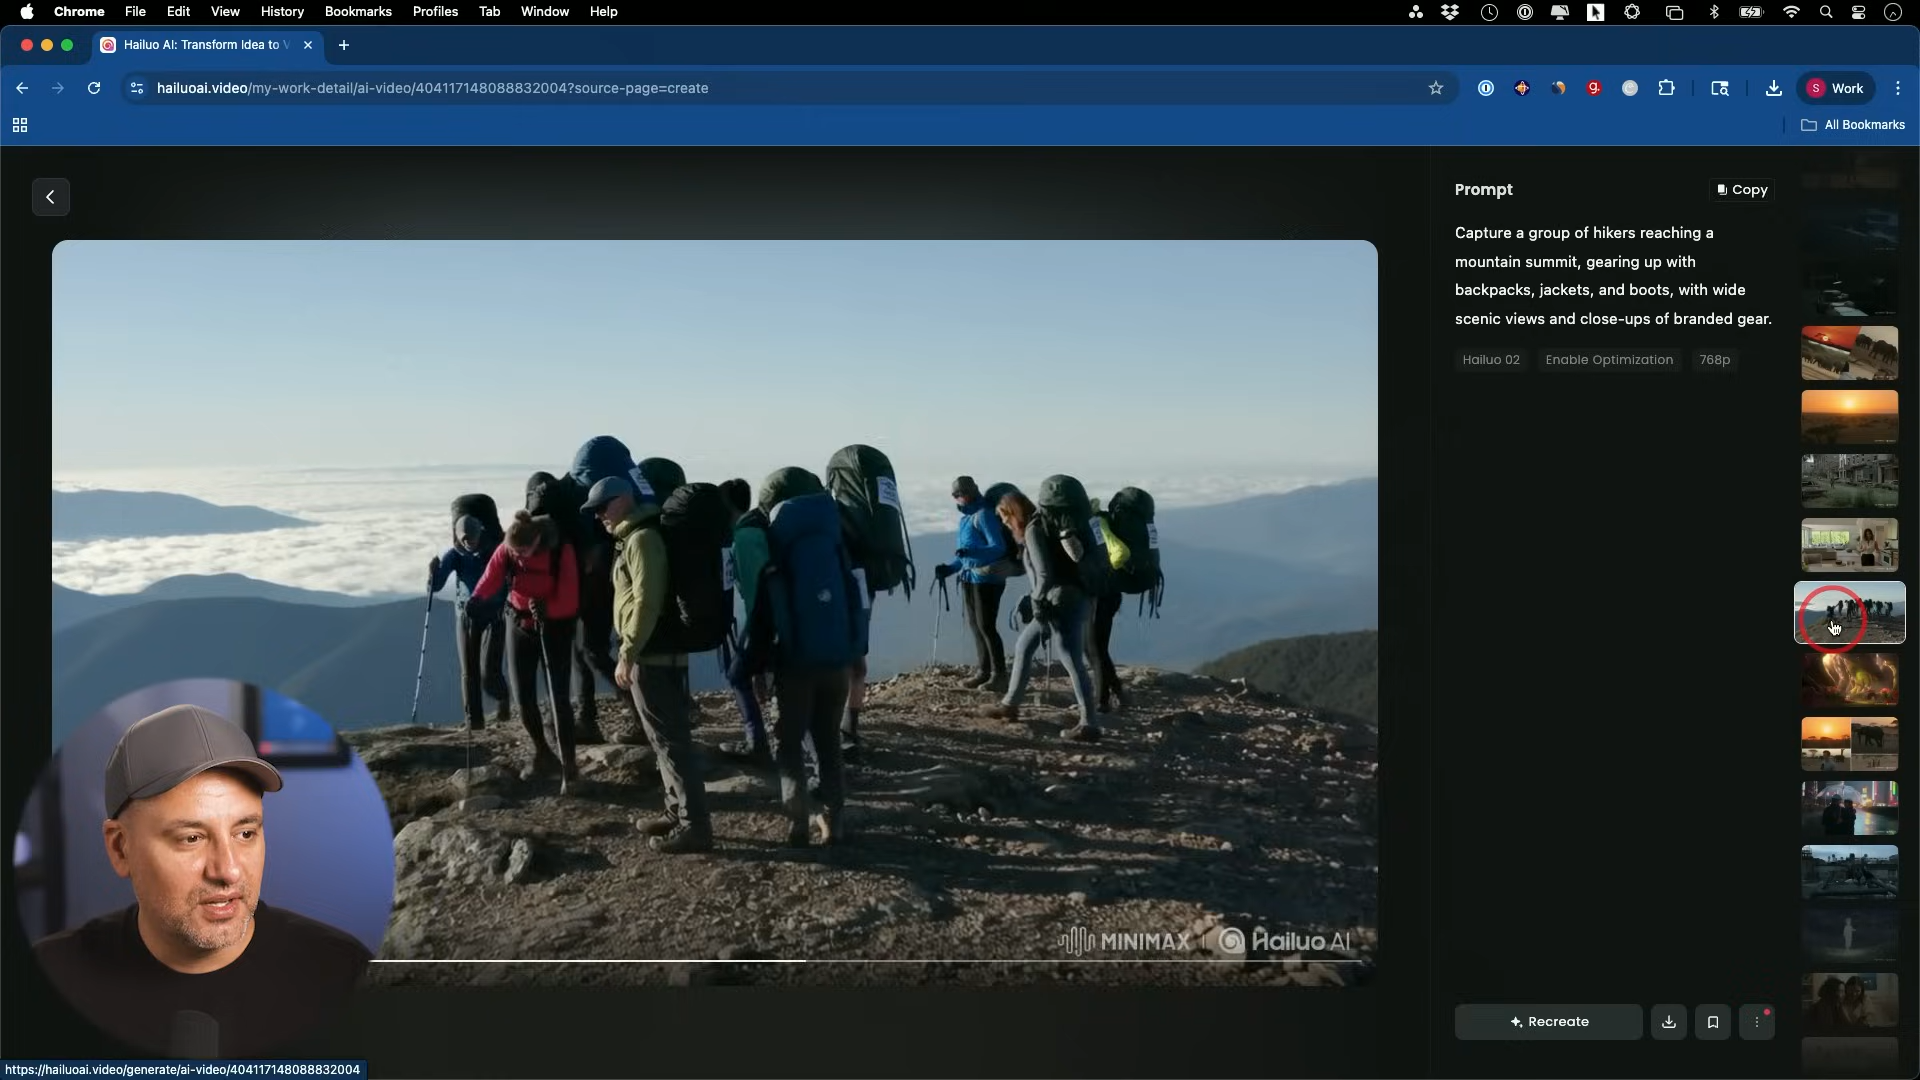 Chrome File Edit View History Bookmarks Profiles Tab Window Help
Hailuo AI: Transform Idea to V
hailuoai.video/my-work-detail/ai-video/404117148088832004?source-page=create
S Work
All Bookmarks
Prompt
Copy
Capture a group of hikers reaching a
mountain summit, gearing up with
backpacks, jackets, and boots, with wide
scenic views and close-ups of branded gear.
Hailuo 02 Enable Optimization 768p
MINIMAX | Hailuo AI
Recreate
https://hailuoai.video/generate/ai-video/404117148088832004